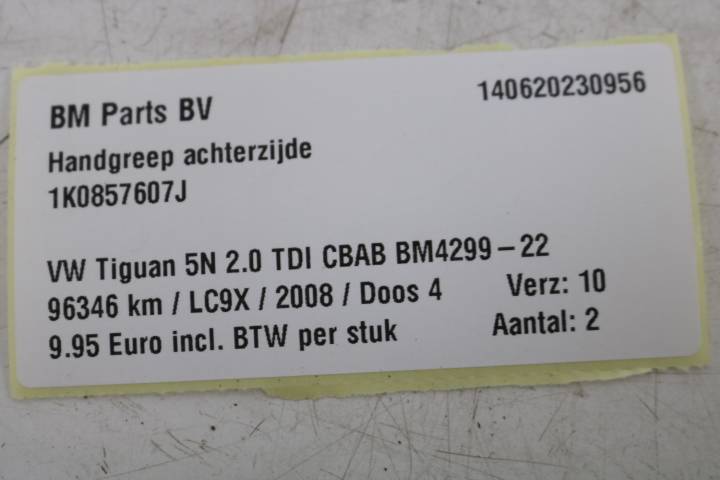 BM Parts BV 140620230956
Handgreep achterzijde
1K0857607J
VW Tiguan 5N 2.0 TDI CBAB BM4299-22
96346 km / LC9X / 2008 / Doos 4 Verz: 10
9.95 Euro incl. BTW per stuk Aantal: 2